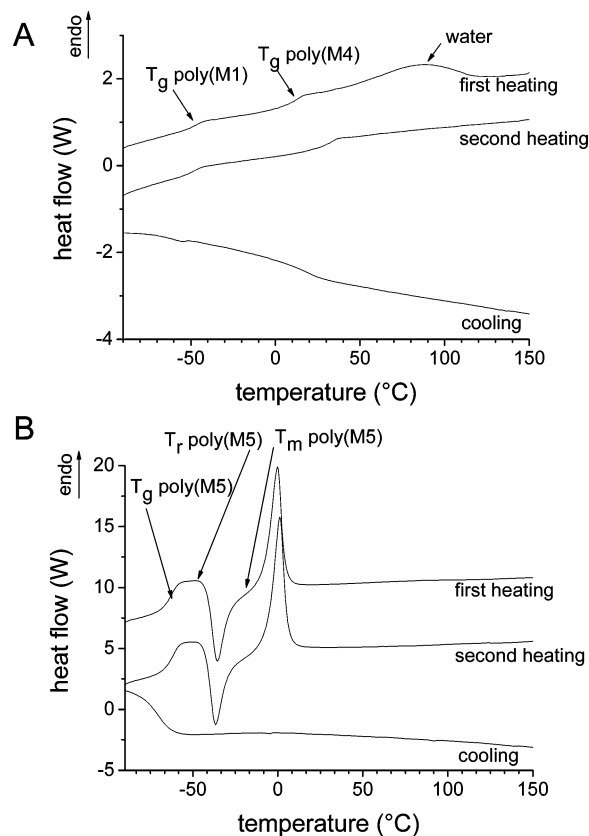 A
endo
heat flow (W)
2
0
-2
-4
Tg poly(M1)
Tg poly(M4)
water
first heating
second heating
cooling
-50 0 50 100 150
temperature (°C)
B
endo
heat flow (W)
20
15
10
5
0
-5
Tr poly(M5)
Tm poly(M5)
Tg poly(M5)
first heating
second heating
cooling
-50 0 50 100 150
temperature (°C)